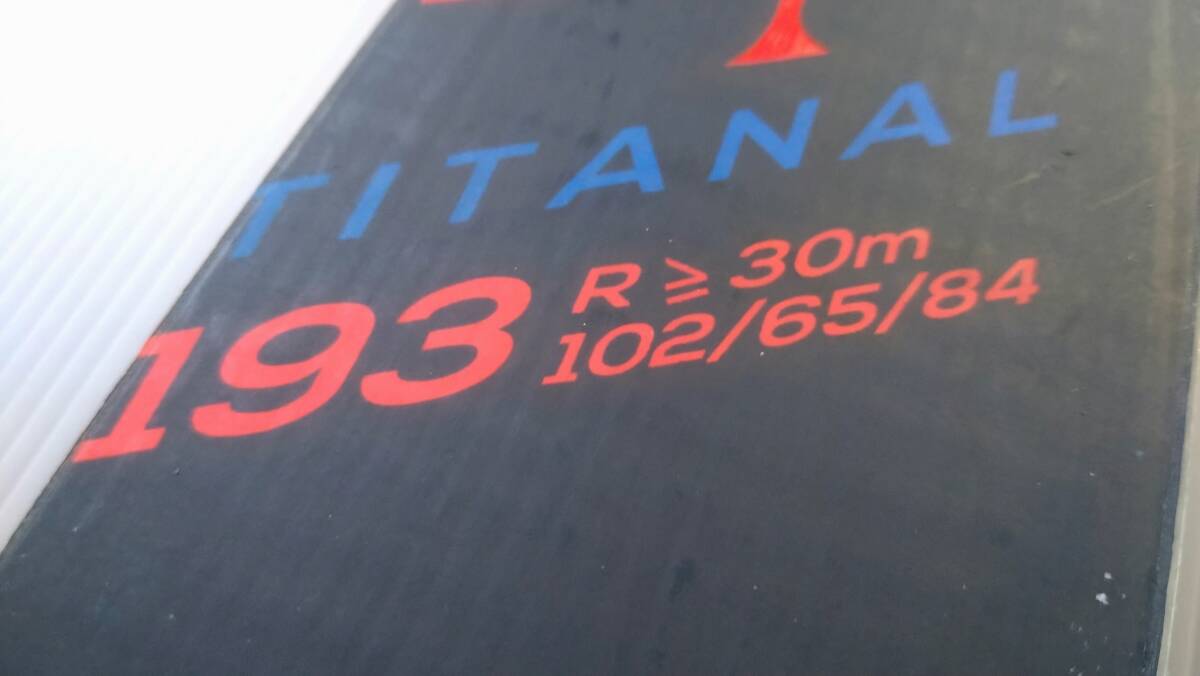 TITANAL
193
R ≥ 30m
102/65/84